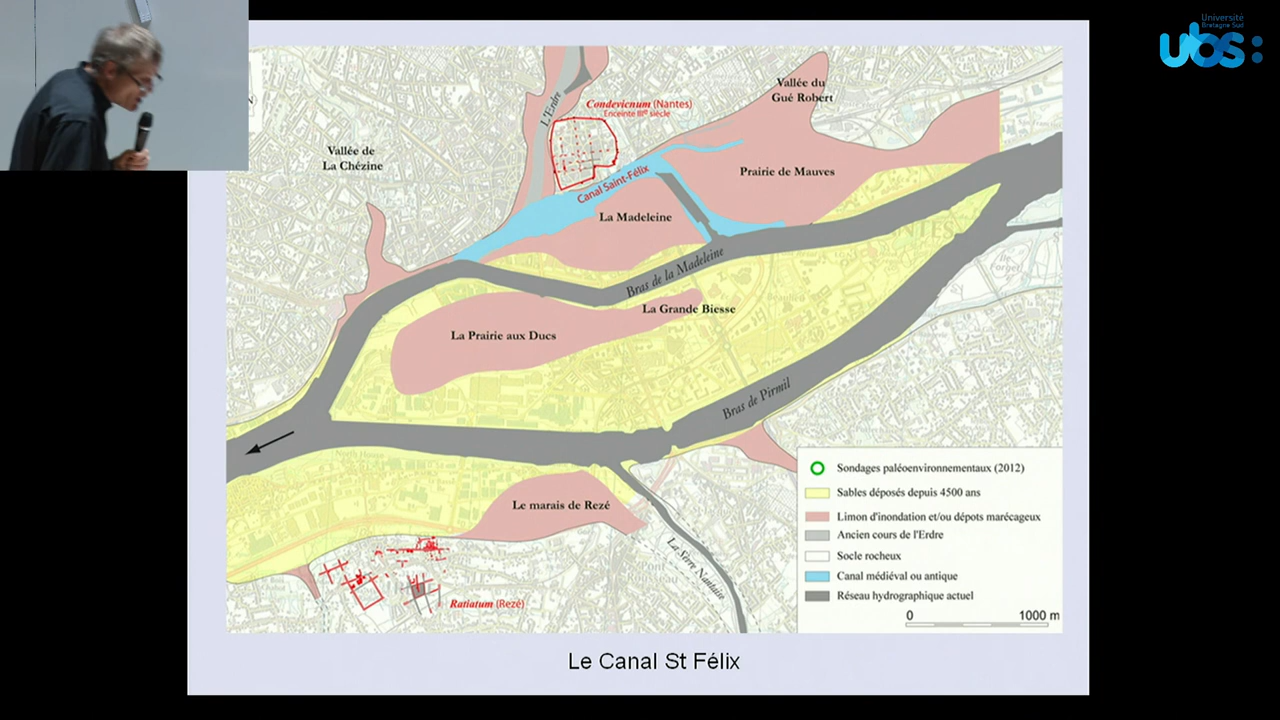 Université
Bretagne Sud
ubs:
L'Erdre
Condevicnum (Nantes)
Enceinte IIIe siècle
Vallée du
Gué Robert
Vallée de
La Chézine
Prairie de Mauves
Canal Saint-Félix
La Madeleine
Bras de la Madeleine
La Grande Biesse
La Prairie aux Ducs
Bras de Pirmil
Le marais de Rezé
La Sèvre Nantaise
Ratiatum (Rezé)
Sondages paléoenvironnementaux (2012)
Sables déposés depuis 4500 ans
Limon d'inondation et/ou dépots marécageux
Ancien cours de l'Erdre
Socle rocheux
Canal médiéval ou antique
Réseau hydrographique actuel
0 1000 m
Le Canal St Félix